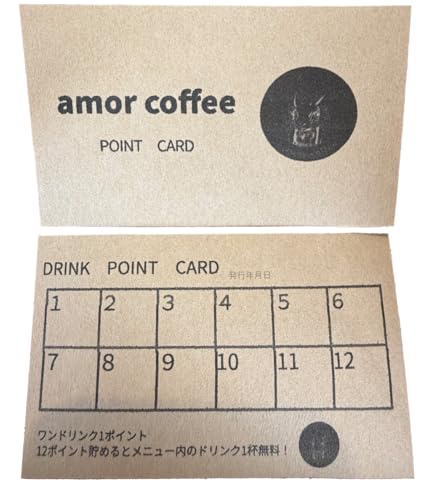 amor coffee
POINT CARD
DRINK POINT CARD 発行年月日
1 2 3 4 5 6
7 8 9 10 11 12
ワンドリンク1ポイント
12ポイント貯めるとメニュー内のドリンク1杯無料！